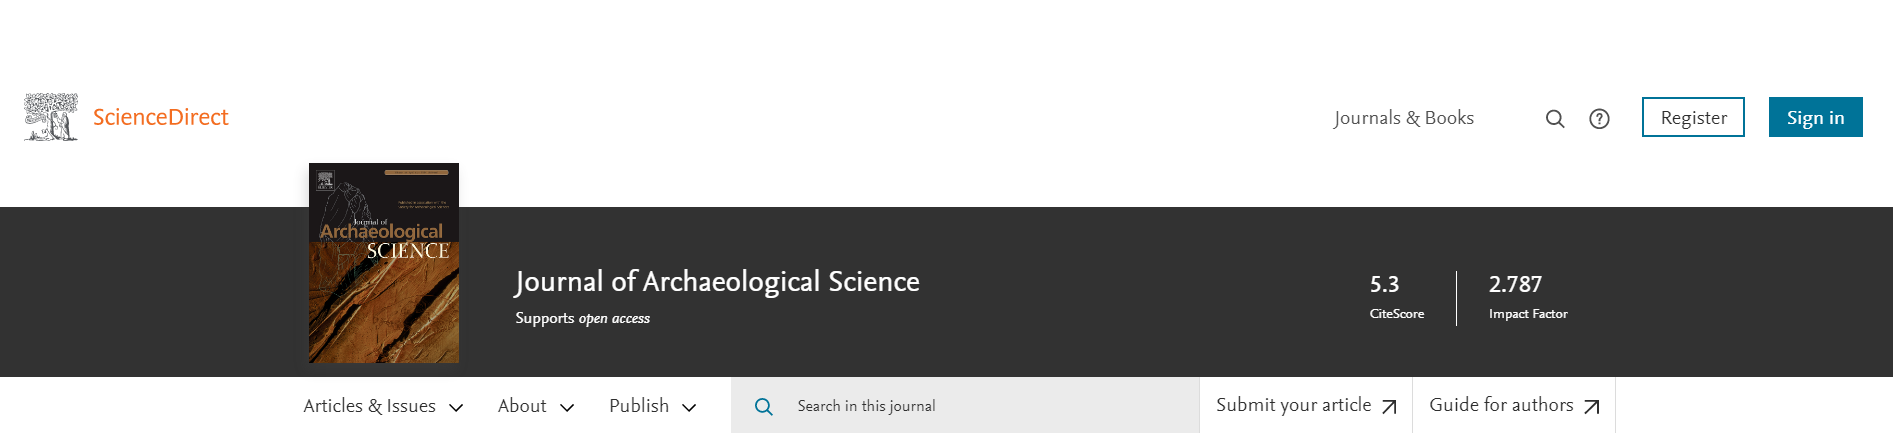 ScienceDirect
Journals & Books
Register
Sign in
Journal of
Archaeological
SCIENCE
Journal of Archaeological Science
Supports open access
5.3
CiteScore
2.787
Impact Factor
Articles & Issues
About
Publish
Search in this journal
Submit your article
Guide for authors